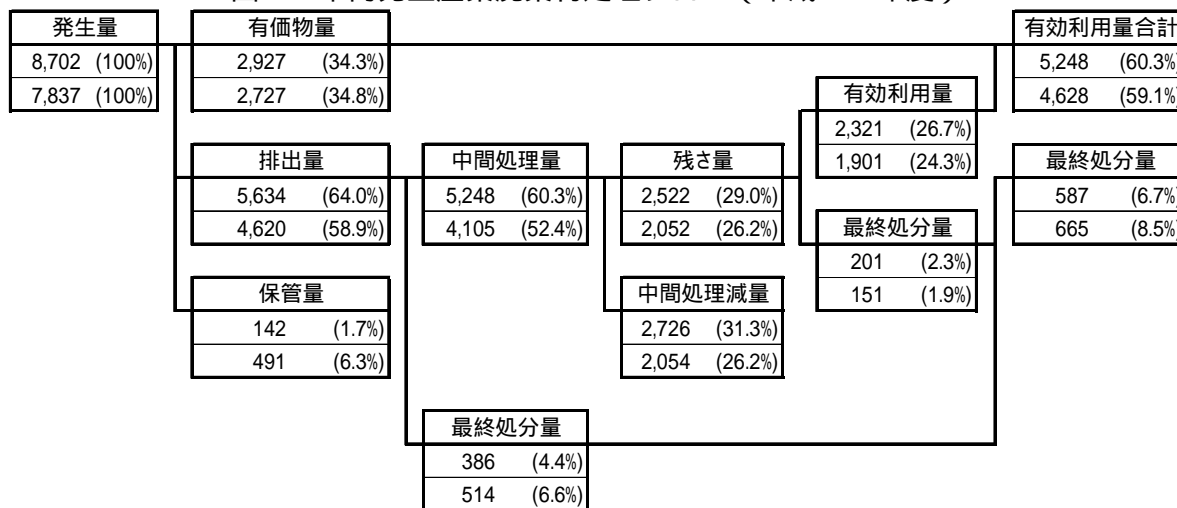 発生量
8,702 (100%)
7,837 (100%)
有価物量
2,927 (34.3%)
2,727 (34.8%)
有効利用量合計
5,248 (60.3%)
4,628 (59.1%)
有効利用量
2,321 (26.7%)
1,901 (24.3%)
排出量
5,634 (64.0%)
4,620 (58.9%)
中間処理量
5,248 (60.3%)
4,105 (52.4%)
残さ量
2,522 (29.0%)
2,052 (26.2%)
最終処分量
587 (6.7%)
665 (8.5%)
最終処分量
201 (2.3%)
151 (1.9%)
保管量
142 (1.7%)
491 (6.3%)
中間処理減量
2,726 (31.3%)
2,054 (26.2%)
最終処分量
386 (4.4%)
514 (6.6%)